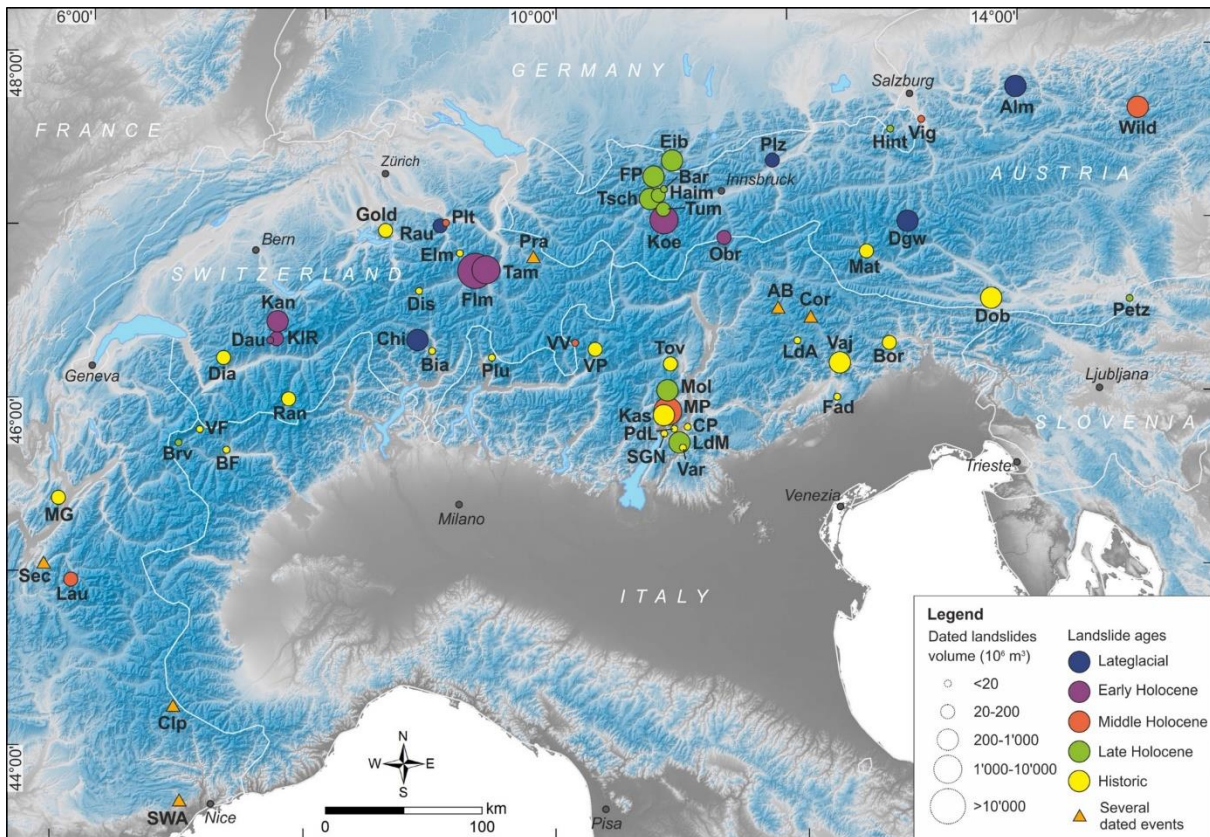 6°00'
10°00'
14°00'
48°00'
46°00'
44°00'
GERMANY
FRANCE
Salzburg
Alm
Wild
Vig
Hint
Plz
Eib
FP
Bar
Haim
Innsbruck
AUSTRIA
Tsch
Tum
Zürich
Gold
Rau
Plt
Koe
Obr
Dgw
Bern
Elm
Pra
Mat
SWITZERLAND
Tam
Flm
Dis
AB
Cor
Dob
Petz
Kan
Dau
KlR
Chi
Bia
Plu
VV
VP
Tov
LdA
Vaj
Bor
Geneva
Dia
Ljubljana
Ran
Mol
MP
Fad
SLOVENIA
VF
Kas
CP
Brv
BF
PdL
LdM
SGN
Var
Trieste
MG
Milano
Venezia
Sec
Lau
ITALY
Clp
SWA
Nice
Pisa
N
W
E
S
km
0
100
Legend
Dated landslides
volume (10⁶ m³)
<20
20-200
200-1'000
1'000-10'000
>10'000
Landslide ages
Lateglacial
Early Holocene
Middle Holocene
Late Holocene
Historic
Several
dated events